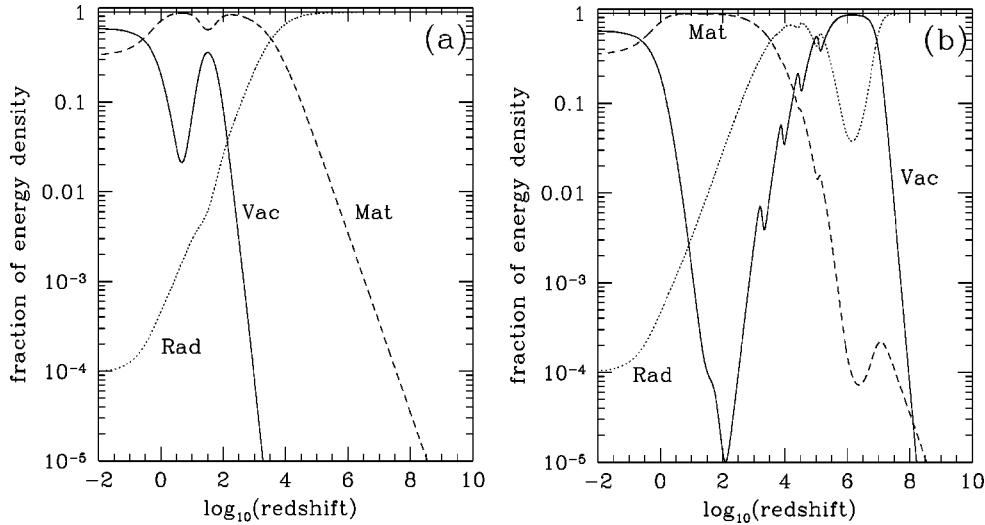 (a)
1
0.1
0.01
10⁻³
10⁻⁴
10⁻⁵
fraction of energy density
Vac
Mat
Rad
-2 0 2 4 6 8 10
log₁₀(redshift)
(b)
1
0.1
0.01
10⁻³
10⁻⁴
10⁻⁵
fraction of energy density
Mat
Vac
Rad
-2 0 2 4 6 8 10
log₁₀(redshift)